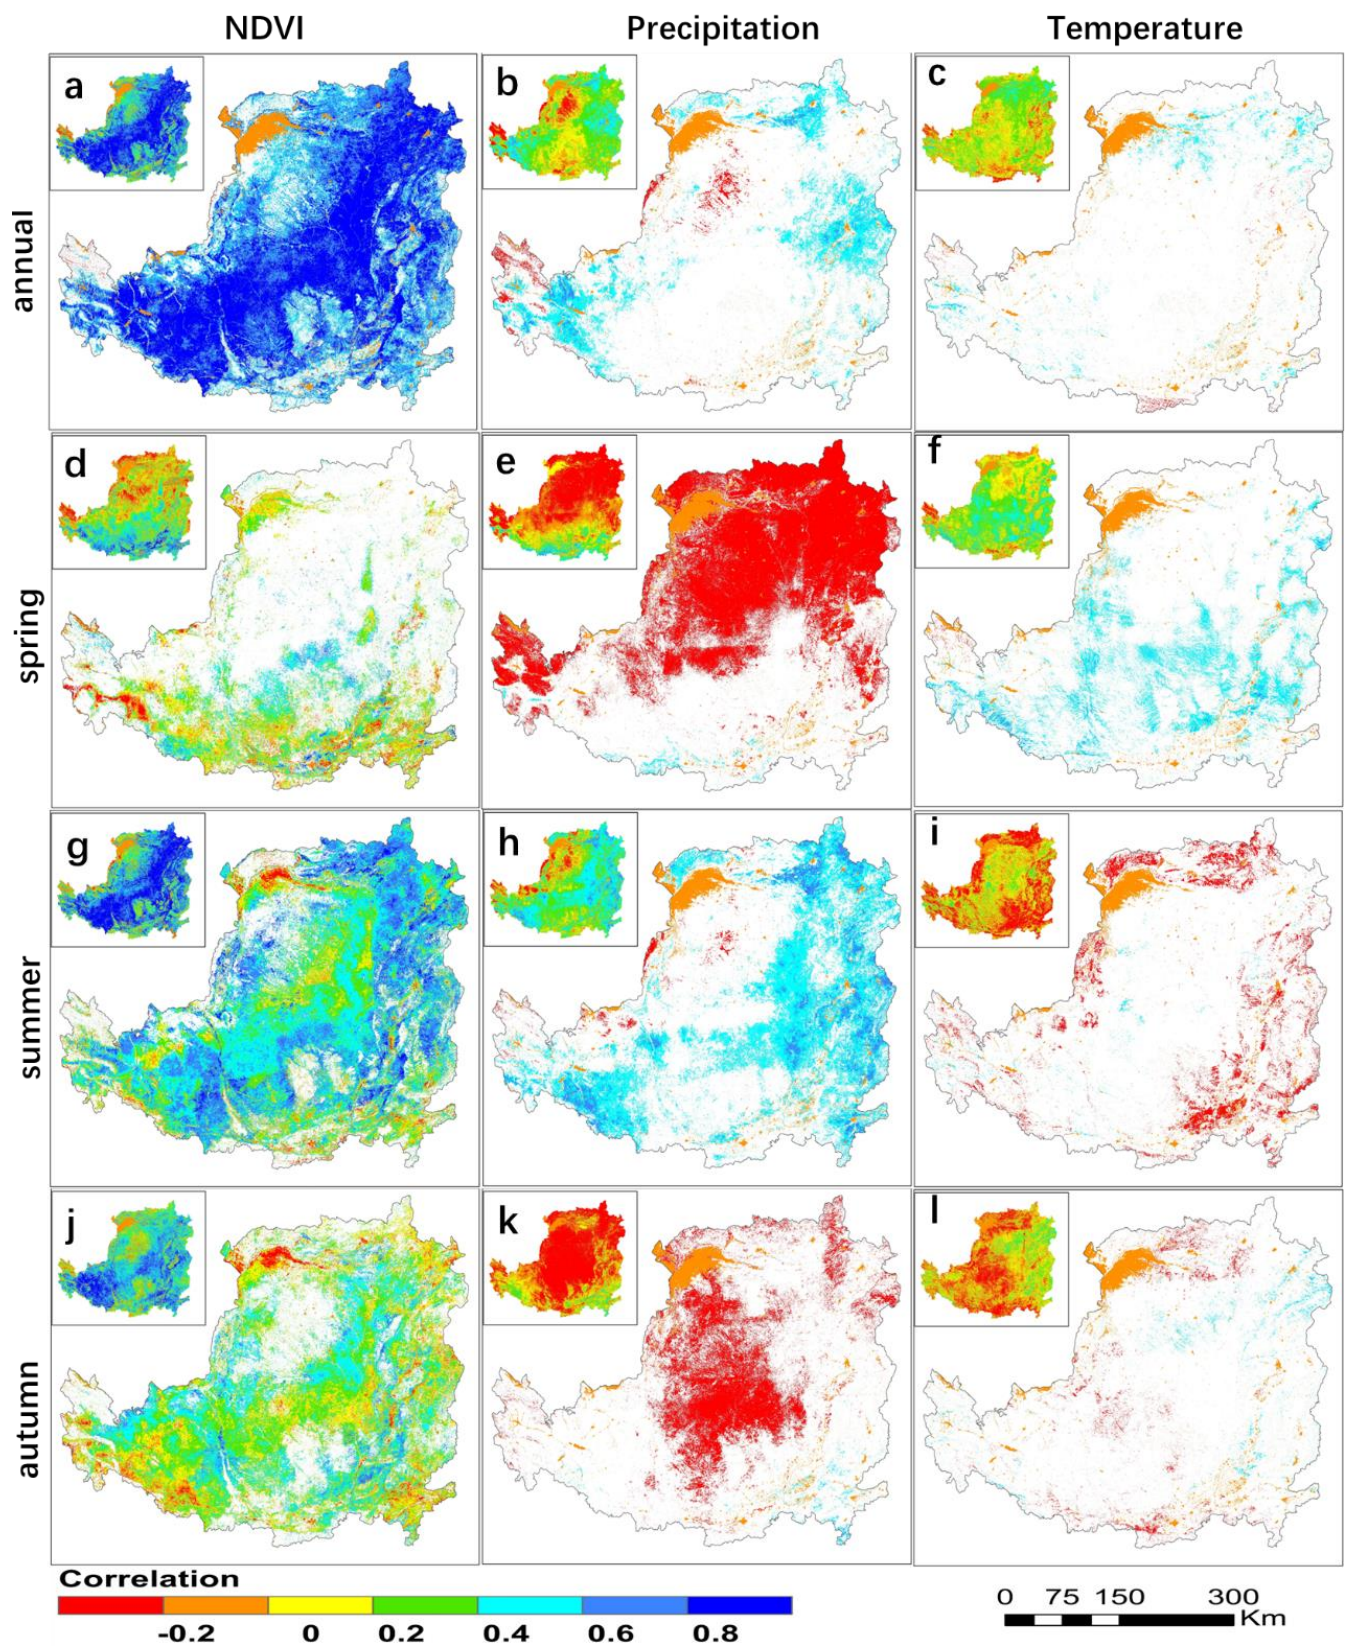 NDVI Precipitation Temperature
annual
a b c
spring
d e f
summer
g h i
autumn
j k l
Correlation
-0.2 0 0.2 0.4 0.6 0.8
0 75 150 300
Km